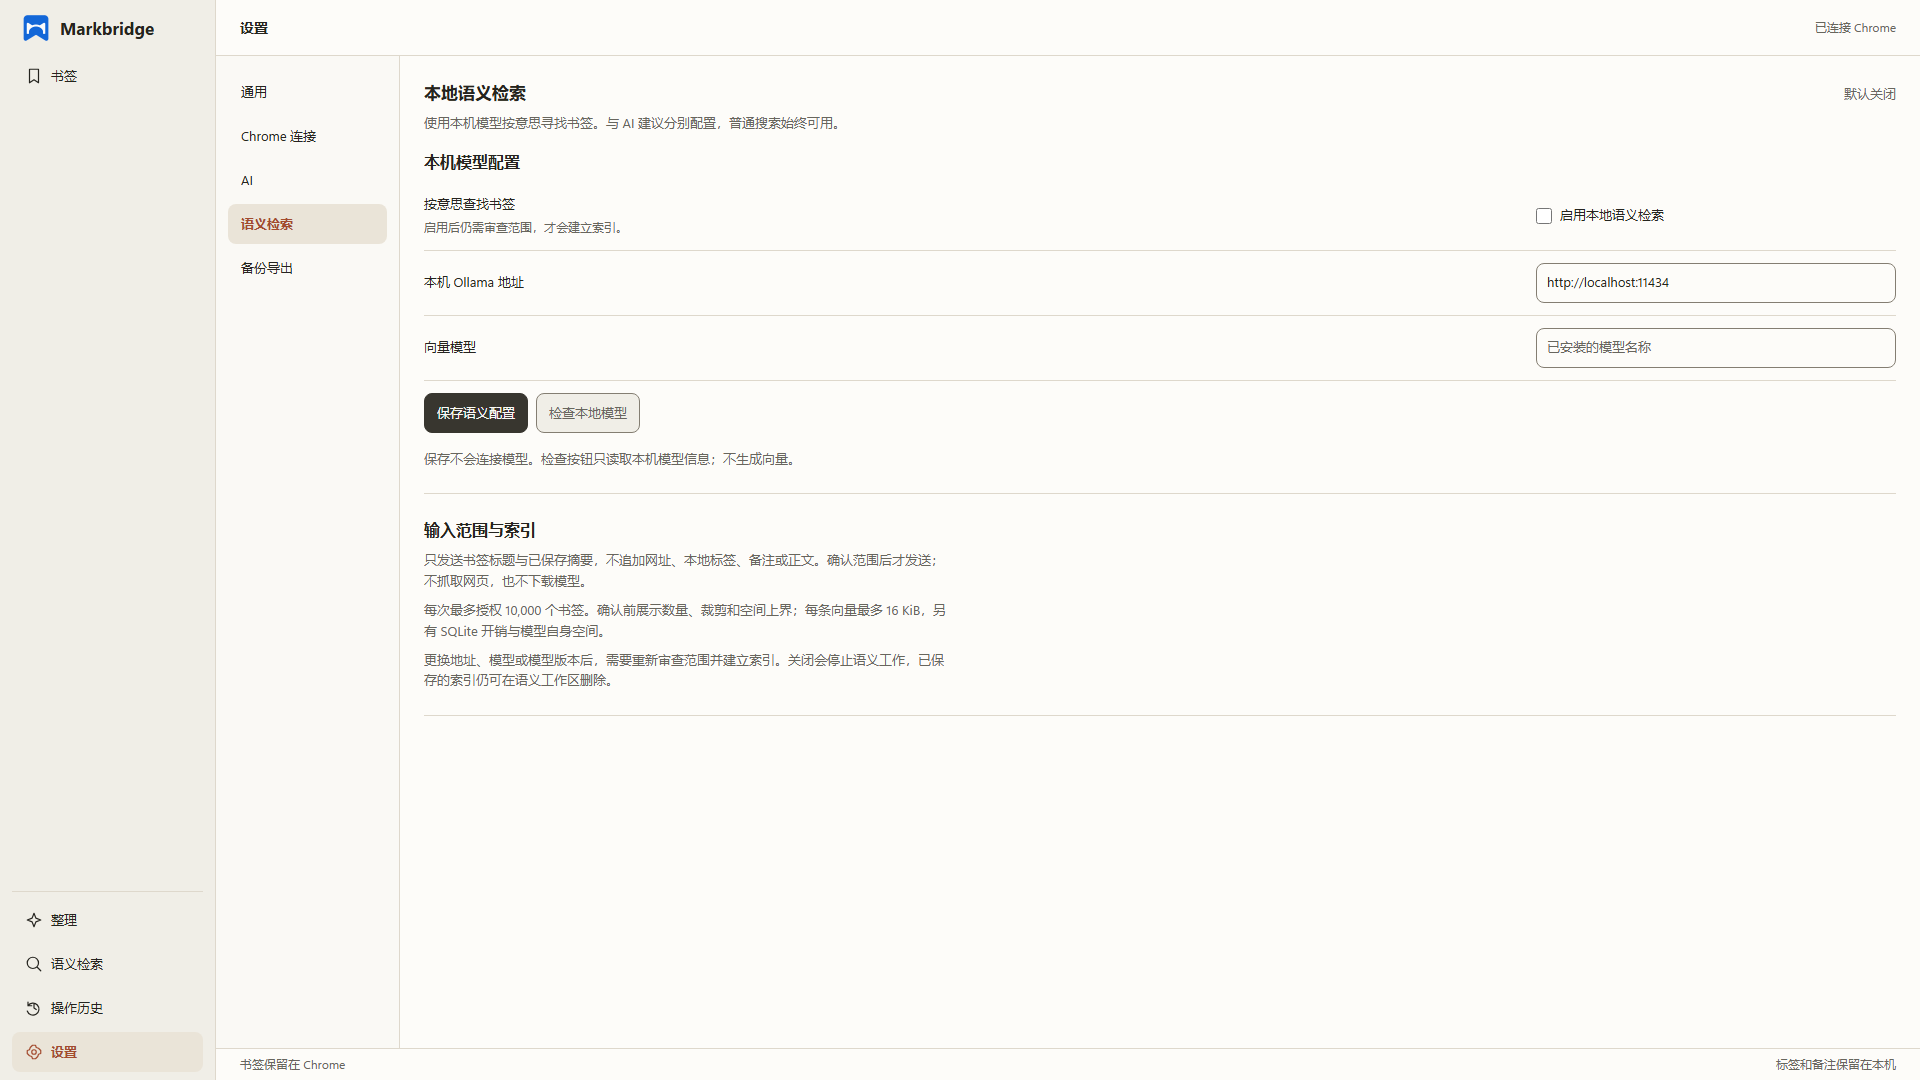 Markbridge
书签
整理
语义检索
操作历史
设置
设置
已连接 Chrome
通用
Chrome 连接
AI
语义检索
备份导出
本地语义检索
默认关闭
使用本机模型按意思寻找书签。与 AI 建议分别配置，普通搜索始终可用。
本机模型配置
按意思查找书签
启用后仍需审查范围，才会建立索引。
启用本地语义检索
本机 Ollama 地址
http://localhost:11434
向量模型
已安装的模型名称
保存语义配置
检查本地模型
保存不会连接模型。检查按钮只读取本机模型信息；不生成向量。
输入范围与索引
只发送书签标题与已保存摘要，不追加网址、本地标签、备注或正文。确认范围后才发送；
不抓取网页，也不下载模型。
每次最多授权 10,000 个书签。确认前展示数量、裁剪和空间上界；每条向量最多 16 KiB，另
有 SQLite 开销与模型自身空间。
更换地址、模型或模型版本后，需要重新审查范围并建立索引。关闭会停止语义工作，已保
存的索引仍可在语义工作区删除。
书签保留在 Chrome
标签和备注保留在本机